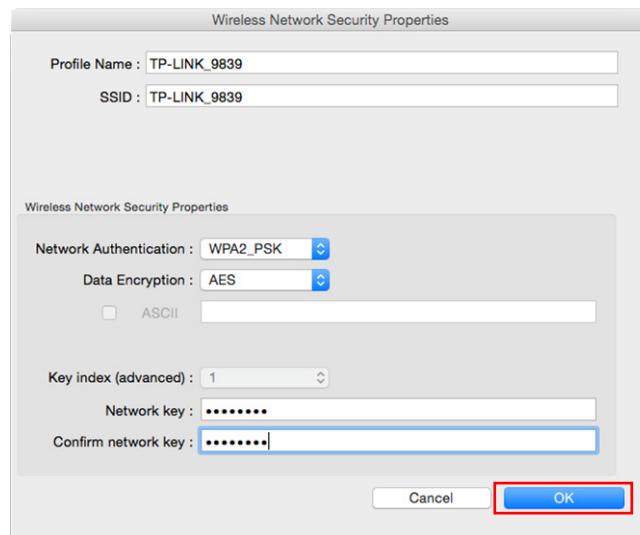 Wireless Network Security Properties
Profile Name : TP-LINK_9839
SSID : TP-LINK_9839
Wireless Network Security Properties
Network Authentication : WPA2_PSK
Data Encryption : AES
ASCII
Key index (advanced) : 1
Network key : ••••••••
Confirm network key : ••••••••
Cancel OK